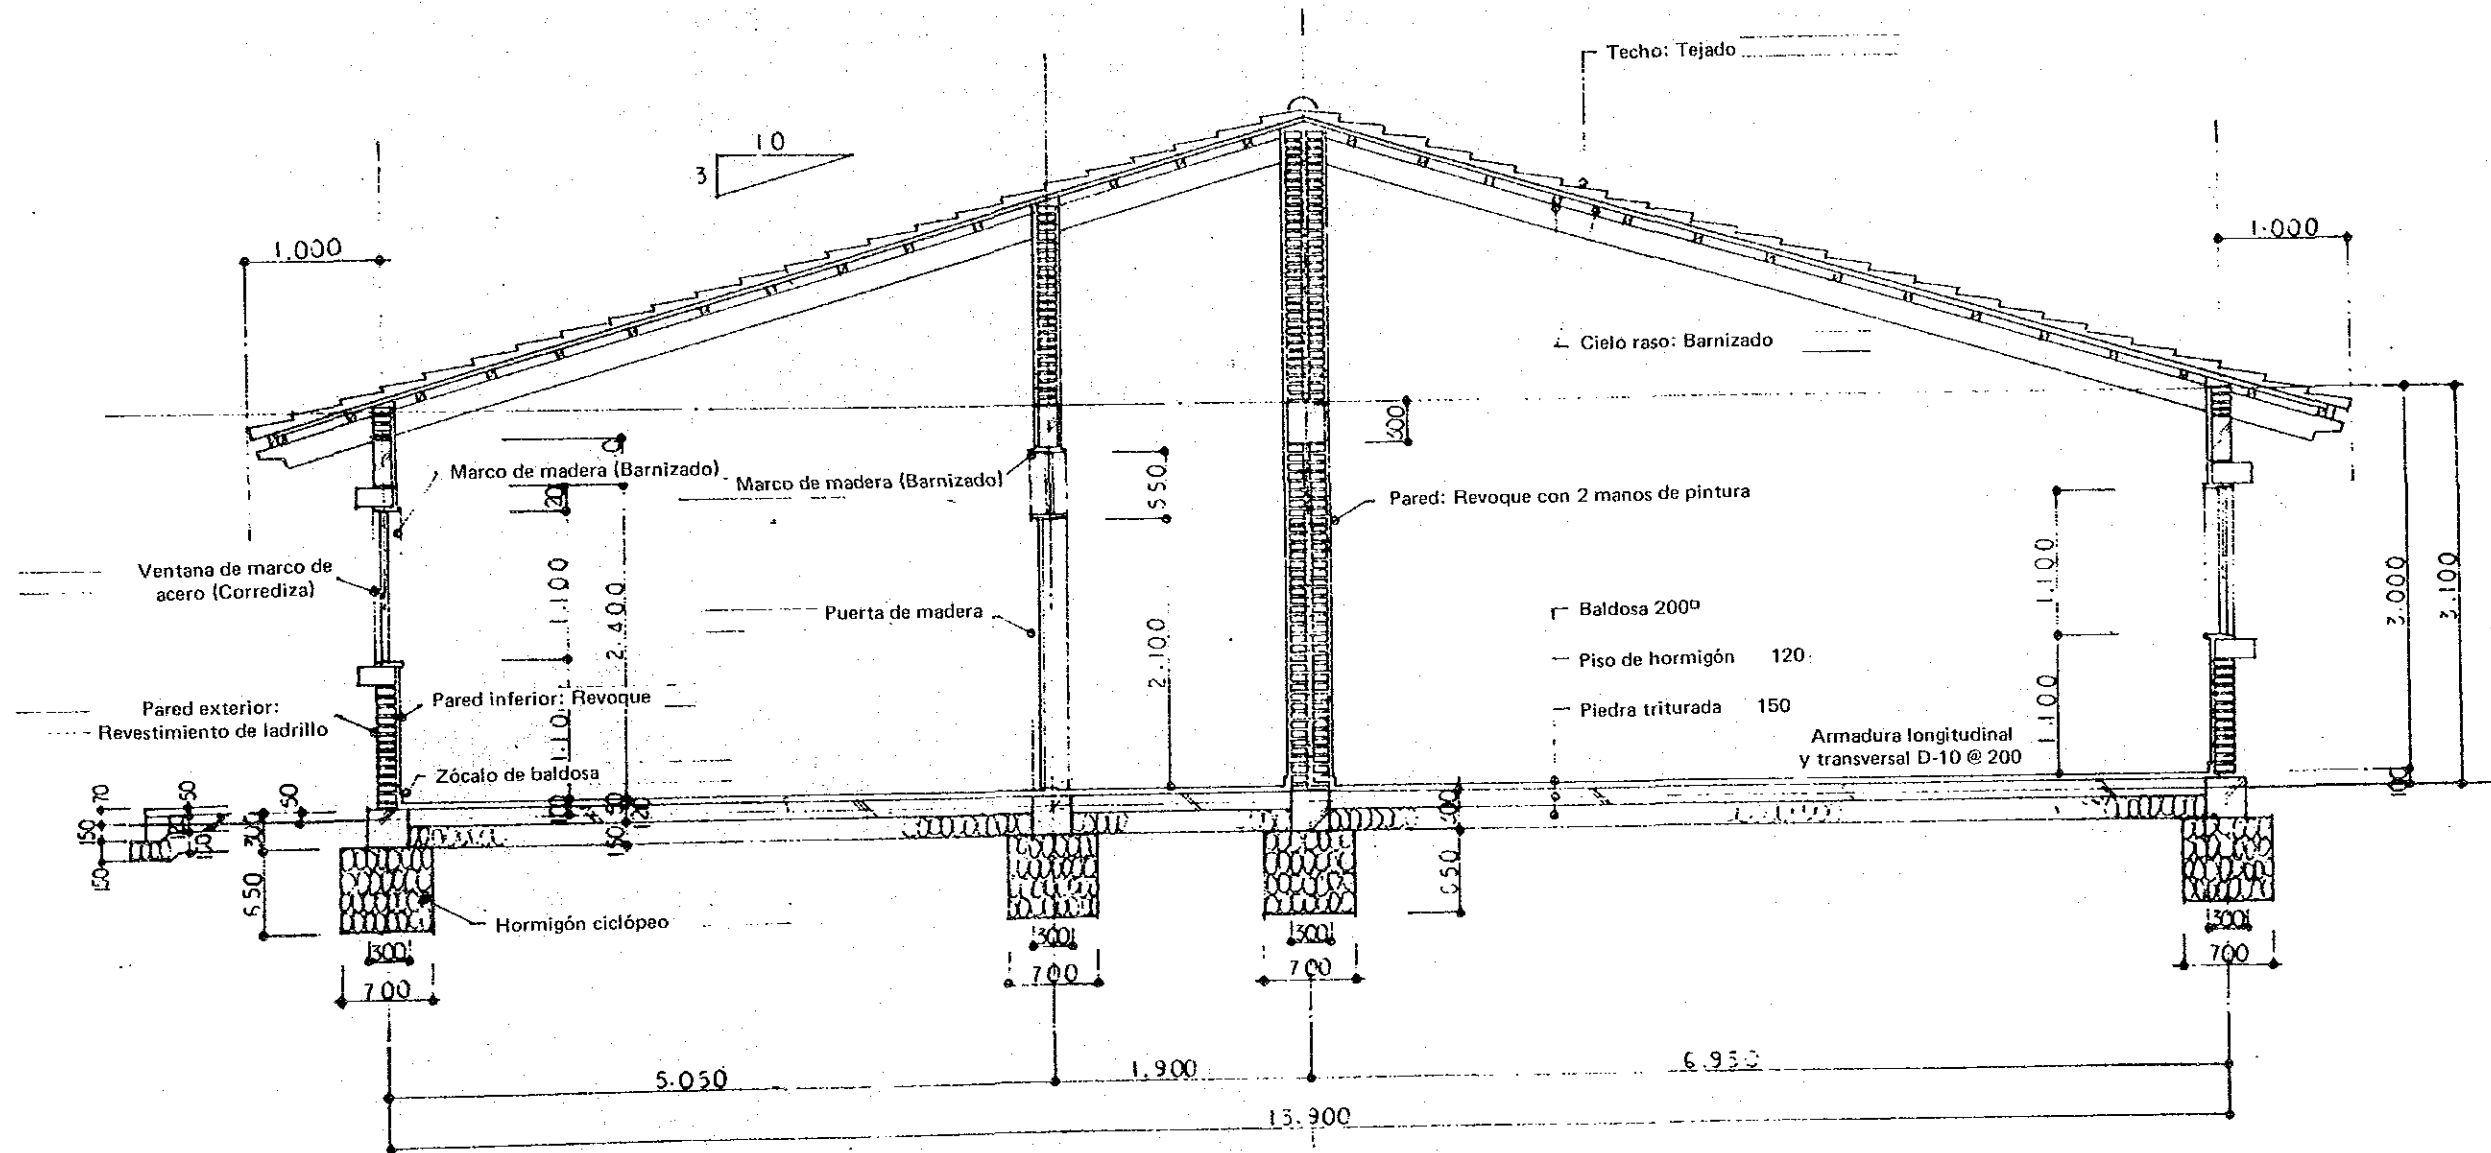 Techo: Tejado
10
3
1.000
1.000
Cielo raso: Barnizado
300
Marco de madera (Barnizado)
Marco de madera (Barnizado)
550
Pared: Revoque con 2 manos de pintura
Ventana de marco de
acero (Corrediza)
1.100
2.400
Puerta de madera
2.100
Baldosa 200
Piso de hormigón 120
Piedra triturada 150
1.100
1.100
3.000
3.100
Pared exterior:
Revestimiento de ladrillo
Pared inferior: Revoque
Armadura longitudinal
y transversal D-10 @ 200
Zócalo de baldosa
70
150
150
50
50
650
150
120
650
Hormigón ciclópeo
300
700
300
700
300
700
300
700
5.050
1.900
6.950
13.900